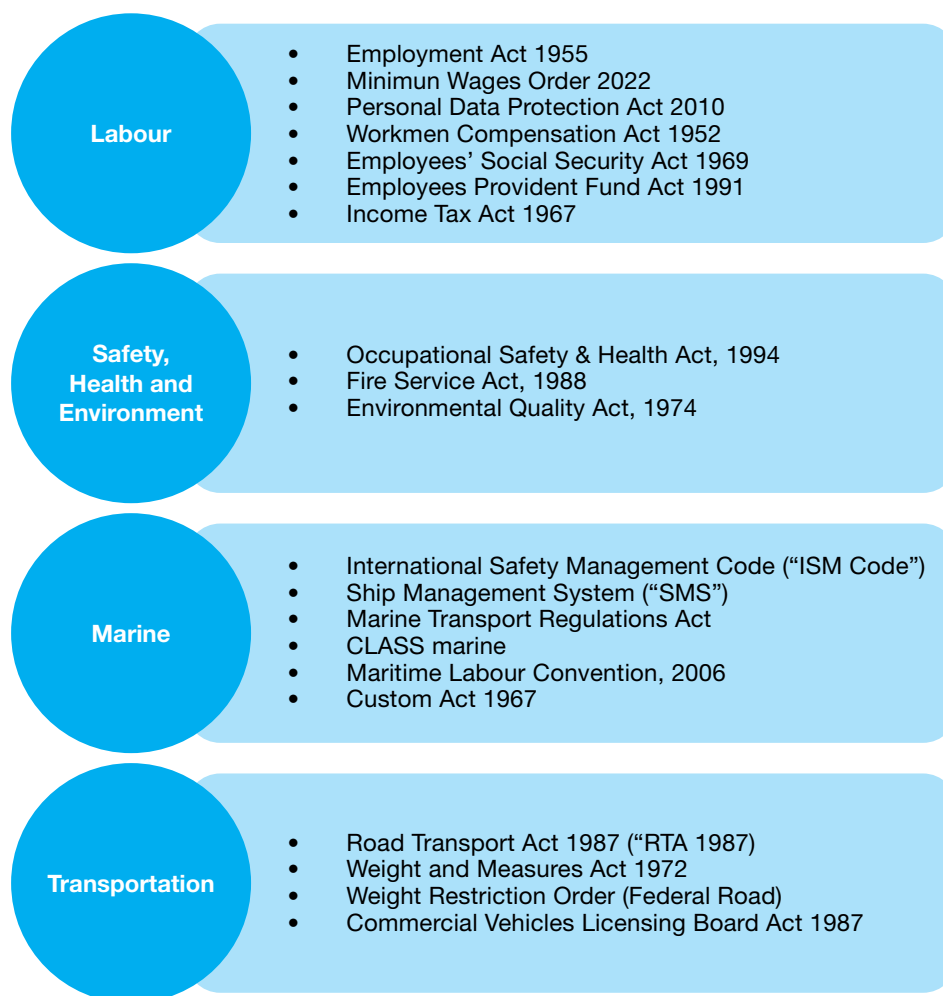 Labour
• Employment Act 1955
• Minimun Wages Order 2022
• Personal Data Protection Act 2010
• Workmen Compensation Act 1952
• Employees’ Social Security Act 1969
• Employees Provident Fund Act 1991
• Income Tax Act 1967
Safety,
Health and
Environment
• Occupational Safety & Health Act, 1994
• Fire Service Act, 1988
• Environmental Quality Act, 1974
Marine
• International Safety Management Code (“ISM Code”)
• Ship Management System (“SMS”)
• Marine Transport Regulations Act
• CLASS marine
• Maritime Labour Convention, 2006
• Custom Act 1967
Transportation
• Road Transport Act 1987 (“RTA 1987)
• Weight and Measures Act 1972
• Weight Restriction Order (Federal Road)
• Commercial Vehicles Licensing Board Act 1987